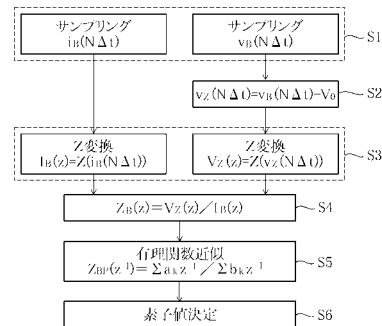 サンプリング
iB(NΔt)
サンプリング
vB(NΔt)
S1
vZ(NΔt)=vB(NΔt)-V0
S2
Z変換
IB(z)=Z(iB(NΔt))
Z変換
VZ(z)=Z(vZ(NΔt))
S3
ZB(z)=VZ(z)/IB(z)
S4
有理関数近似
ZBP(z⁻¹)=Σakz⁻¹/Σbkz⁻¹
S5
素子値決定
S6